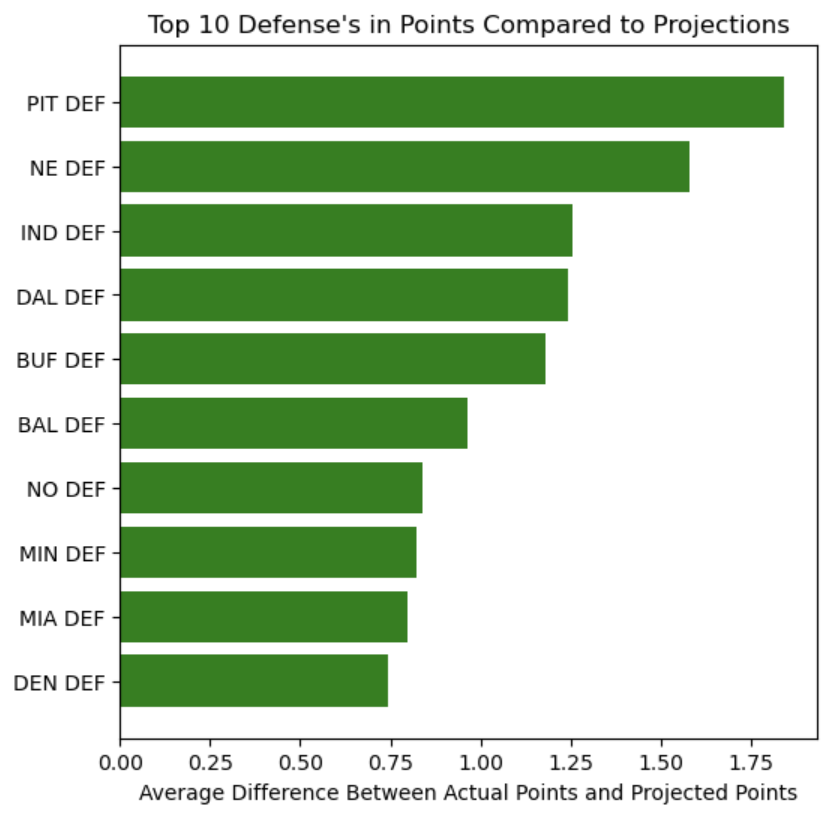 Top 10 Defense's in Points Compared to Projections
PIT DEF
NE DEF
IND DEF
DAL DEF
BUF DEF
BAL DEF
NO DEF
MIN DEF
MIA DEF
DEN DEF
0.00 0.25 0.50 0.75 1.00 1.25 1.50 1.75
Average Difference Between Actual Points and Projected Points